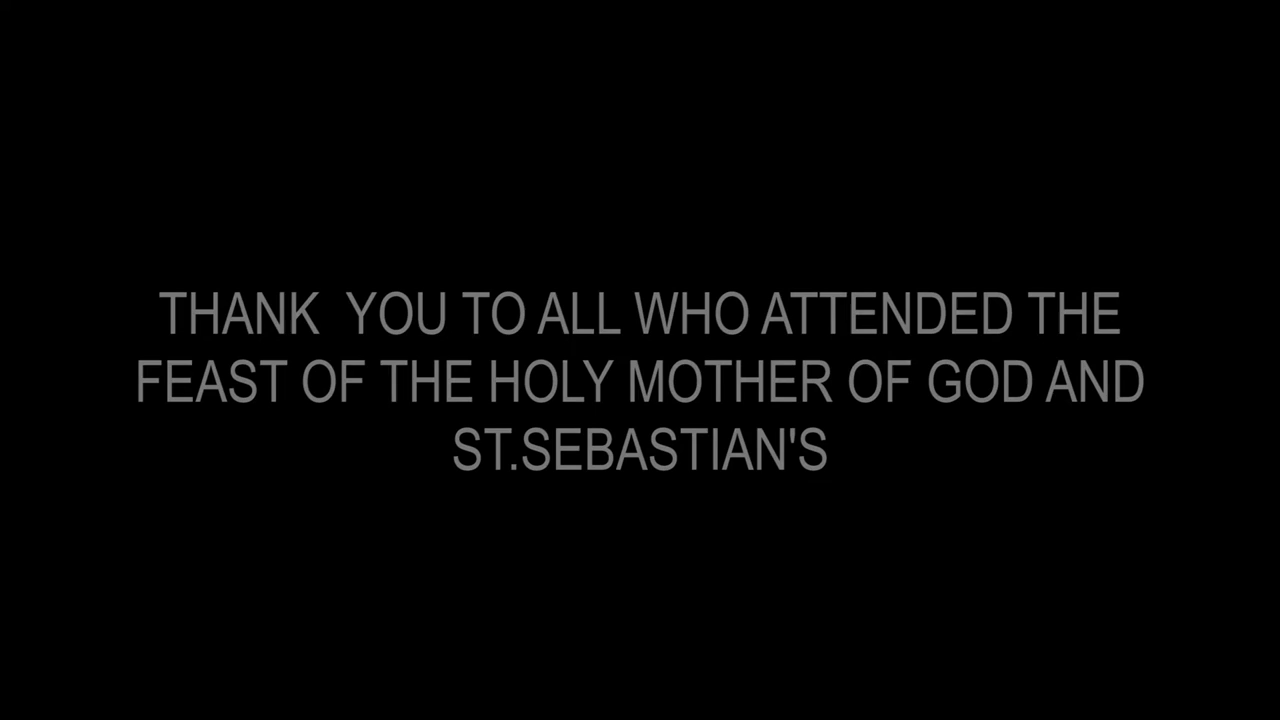 THANK  YOU TO ALL WHO ATTENDED THE
FEAST OF THE HOLY MOTHER OF GOD AND
ST.SEBASTIAN'S